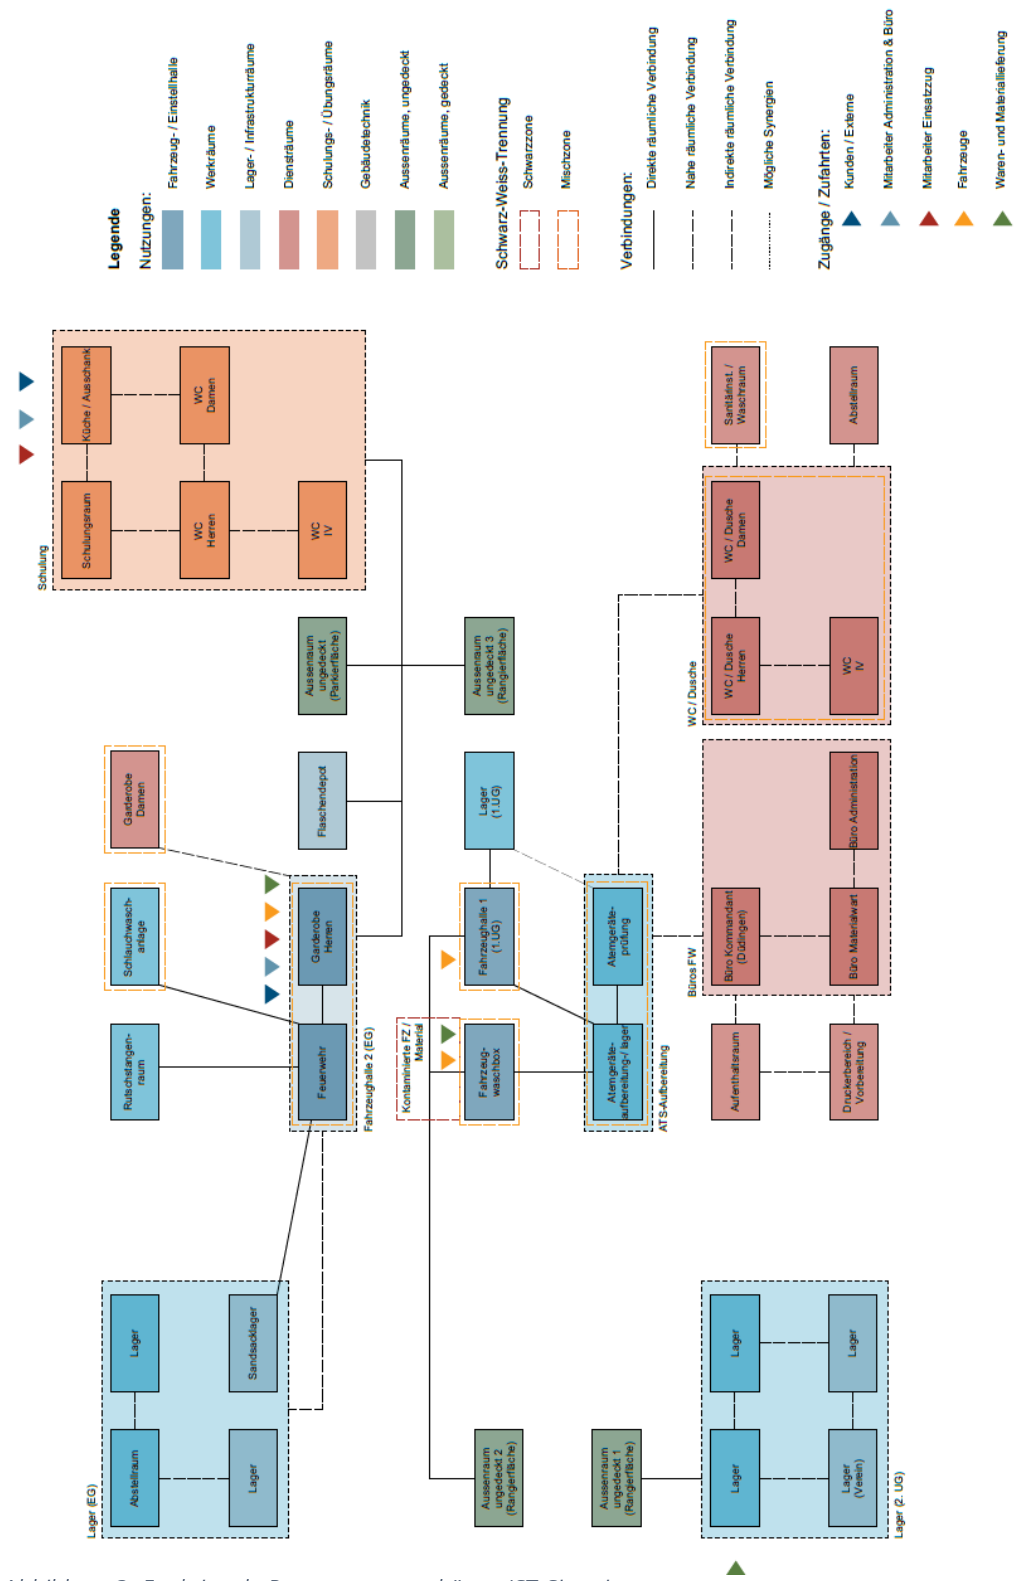 Legende
Nutzungen:
Fahrzeug- / Einstellhalle
Werkräume
Lager- / Infrastrukturräume
Diensträume
Schulungs- / Übungsräume
Gebäudetechnik
Aussenräume, ungedeckt
Aussenräume, gedeckt
Schwarz-Weiss-Trennung
Schwarzzone
Mischzone
Verbindungen:
Direkte räumliche Verbindung
Nahe räumliche Verbindung
Indirekte räumliche Verbindung
Mögliche Synergien
Zugänge / Zufahrten:
Kunden / Externe
Mitarbeiter Administration & Büro
Mitarbeiter Einsatzzug
Fahrzeuge
Waren- und Materiallieferung
Schulung
Schulungsraum
Küche / Ausschank
WC
Herren
WC
Damen
WC
IV
Aussenraum
ungedeckt
(Parkierfläche)
Aussenraum
ungedeckt 3
(Rangierfläche)
Garderobe
Damen
Schlauchwasch-
anlage
Rutschstangen-
raum
Flaschendepot
Garderobe
Herren
Feuerwehr
Fahrzeughalle 2 (EG)
Lager
(1.UG)
Fahrzeughalle 1
(1.UG)
Kontaminierte FZ /
Material
Fahrzeug-
waschbox
Atemgeräte-
prüfung
Atemgeräte-
aufbereitung-/ lager
ATS-Aufbereitung
WC / Dusche
WC / Dusche
Herren
WC / Dusche
Damen
WC
IV
Sanitärinst. /
Waschraum
Abstellraum
Büros FW
Büro Kommandant
(Düdingen)
Büro Materialwart
Büro Administration
Aufenthaltsraum
Druckerbereich /
Vorbereitung
Lager (EG)
Abstellraum
Lager
Lager
Sandsacklager
Aussenraum
ungedeckt 2
(Rangierfläche)
Aussenraum
ungedeckt 1
(Rangierfläche)
Lager (2. UG)
Lager
Lager
Lager
(Verein)
Lager